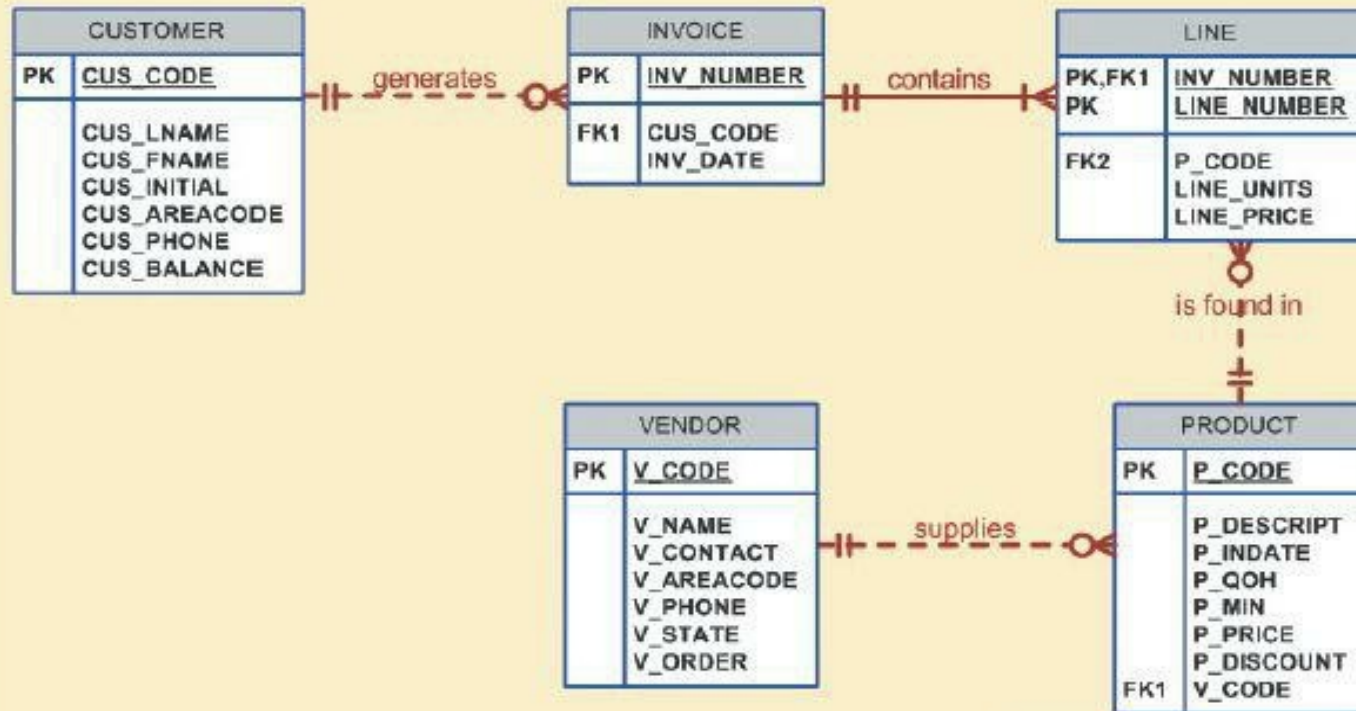 CUSTOMER
PK CUS_CODE
CUS_LNAME
CUS_FNAME
CUS_INITIAL
CUS_AREACODE
CUS_PHONE
CUS_BALANCE
generates
INVOICE
PK INV_NUMBER
FK1 CUS_CODE
INV_DATE
contains
LINE
PK,FK1 INV_NUMBER
PK LINE_NUMBER
FK2 P_CODE
LINE_UNITS
LINE_PRICE
is found in
VENDOR
PK V_CODE
V_NAME
V_CONTACT
V_AREACODE
V_PHONE
V_STATE
V_ORDER
supplies
PRODUCT
PK P_CODE
P_DESCRIPT
P_INDATE
P_QOH
P_MIN
P_PRICE
P_DISCOUNT
FK1 V_CODE